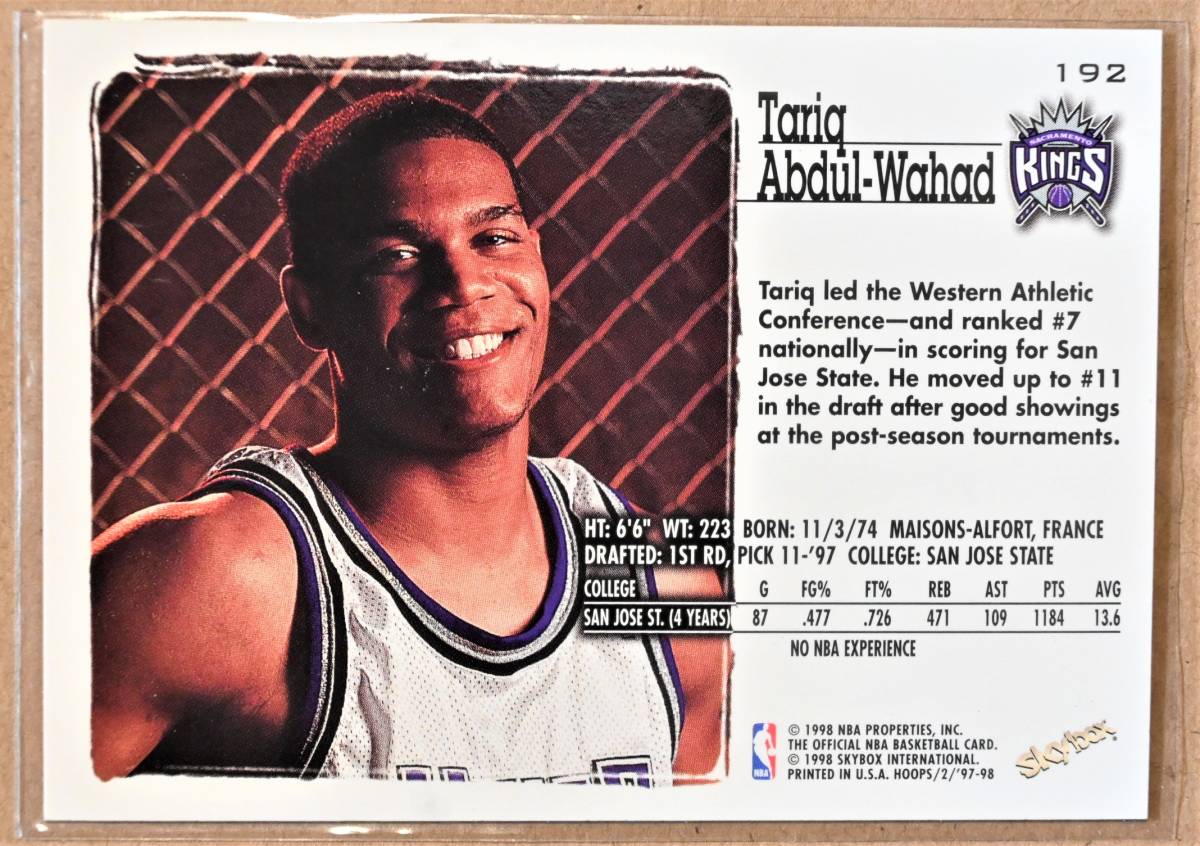 192
Tariq
Abdul-Wahad
SACRAMENTO
KINGS
Tariq led the Western Athletic
Conference—and ranked #7
nationally—in scoring for San
Jose State. He moved up to #11
in the draft after good showings
at the post-season tournaments.
HT: 6'6" WT: 223 BORN: 11/3/74 MAISONS-ALFORT, FRANCE
DRAFTED: 1ST RD, PICK 11-'97 COLLEGE: SAN JOSE STATE
COLLEGE G FG% FT% REB AST PTS AVG
SAN JOSE ST. (4 YEARS) 87 .477 .726 471 109 1184 13.6
NO NBA EXPERIENCE
NBA
© 1998 NBA PROPERTIES, INC.
THE OFFICIAL NBA BASKETBALL CARD.
© 1998 SKYBOX INTERNATIONAL.
PRINTED IN U.S.A. HOOPS/2/'97-98
SkyBox